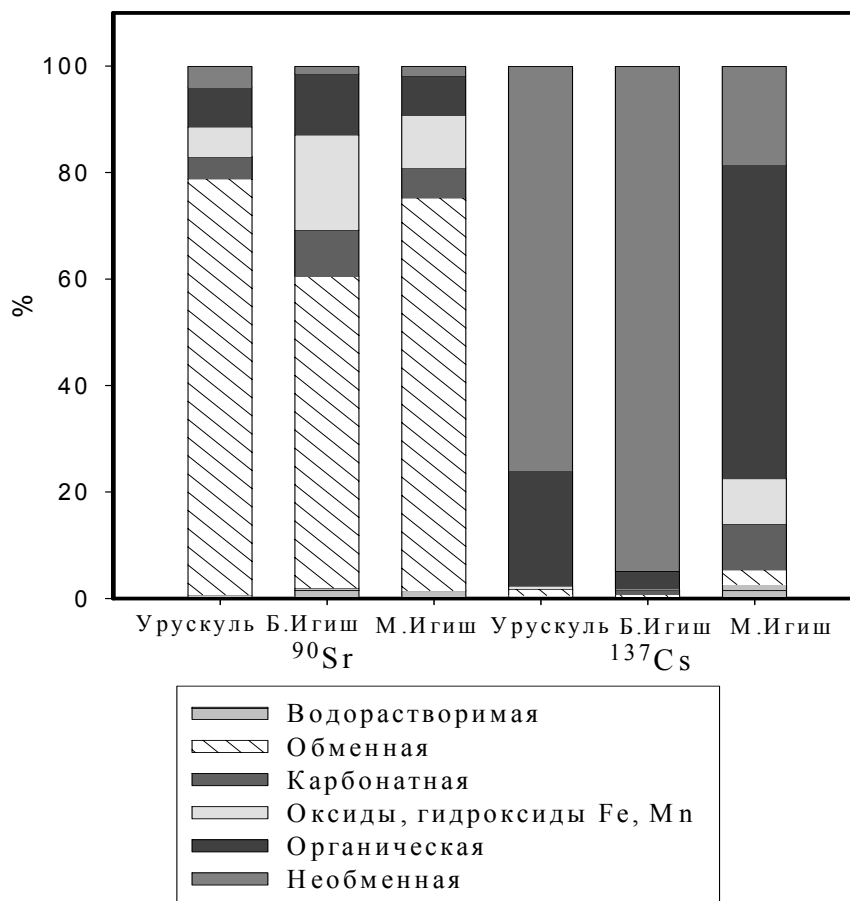 100
80
60
40
20
0
%
Урускуль Б.Игиш М.Игиш Урускуль Б.Игиш М.Игиш
⁹⁰Sr ¹³⁷Cs
Водорастворимая
Обменная
Карбонатная
Оксиды, гидроксиды Fe, Mn
Органическая
Необменная